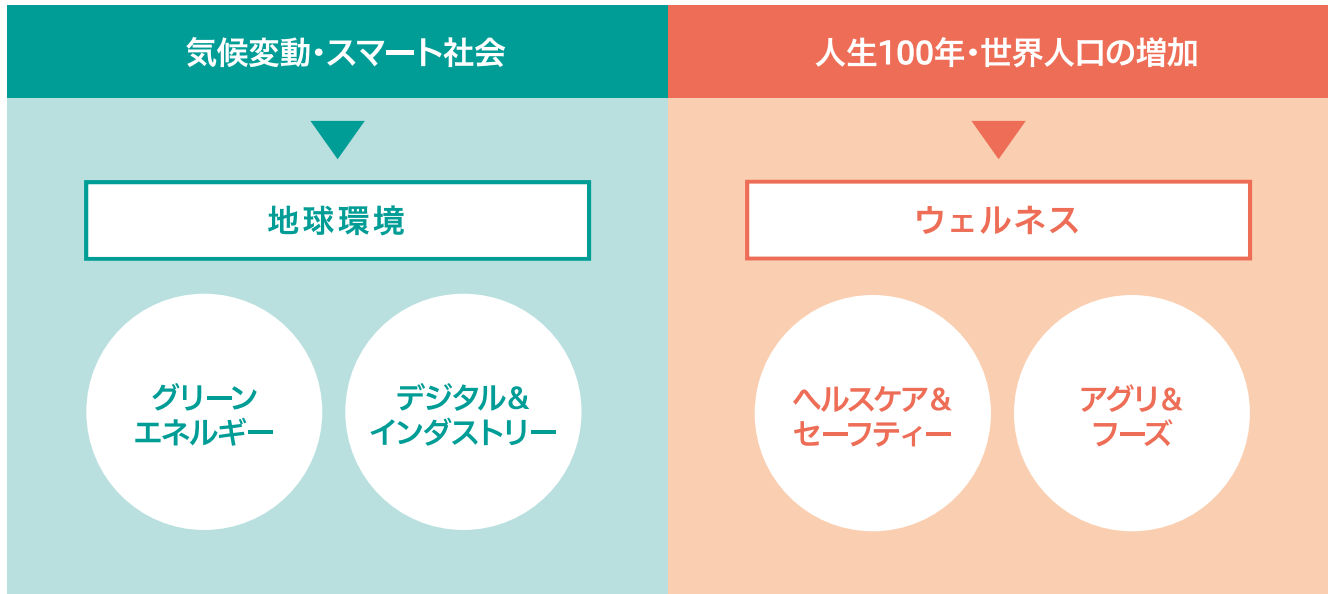 気候変動・スマート社会
地球環境
グリーン
エネルギー
デジタル&
インダストリー
人生100年・世界人口の増加
ウェルネス
ヘルスケア&
セーフティー
アグリ&
フーズ